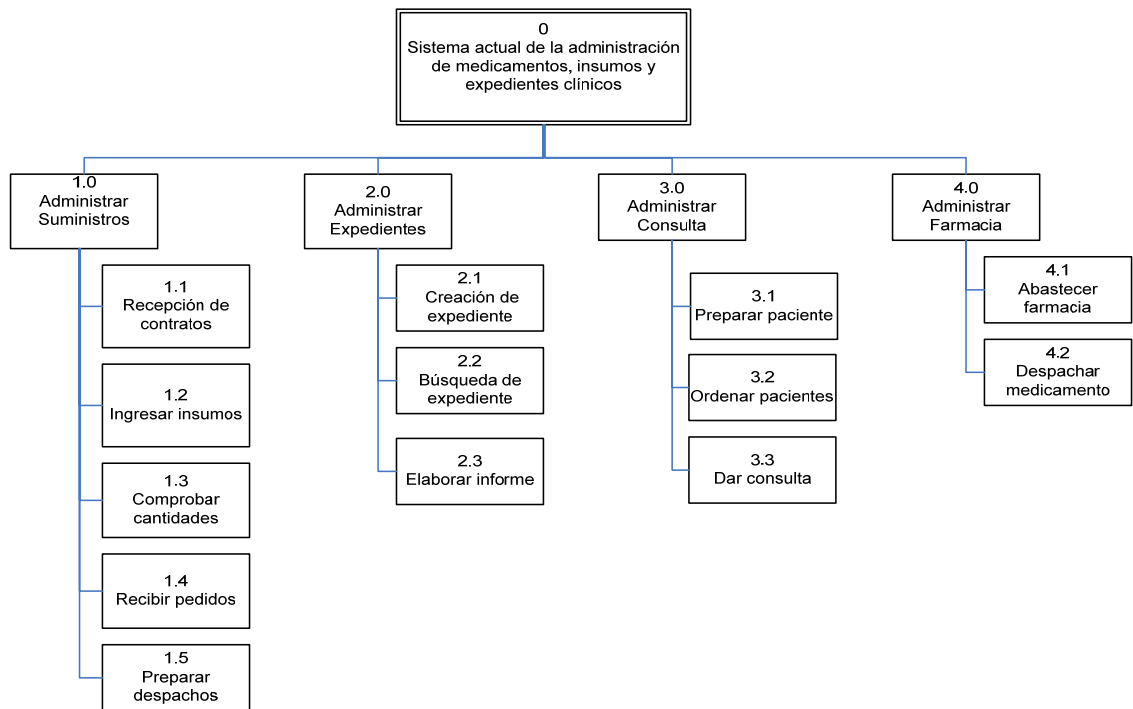 0
Sistema actual de la administración
de medicamentos, insumos y
expedientes clínicos
1.0
Administrar
Suministros
1.1
Recepción de
contratos
1.2
Ingresar insumos
1.3
Comprobar
cantidades
1.4
Recibir pedidos
1.5
Preparar
despachos
2.0
Administrar
Expedientes
2.1
Creación de
expediente
2.2
Búsqueda de
expediente
2.3
Elaborar informe
3.0
Administrar
Consulta
3.1
Preparar paciente
3.2
Ordenar pacientes
3.3
Dar consulta
4.0
Administrar
Farmacia
4.1
Abastecer
farmacia
4.2
Despachar
medicamento